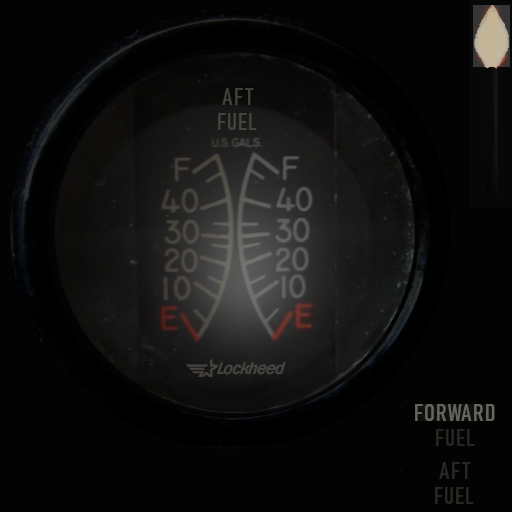 AFT
FUEL
U.S. GALS.
F F
40 40
30 30
20 20
10 10
E E
Lockheed
FORWARD
FUEL
AFT
FUEL